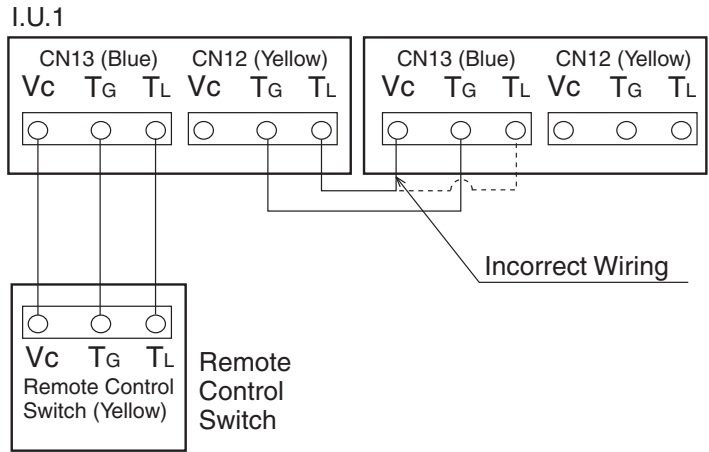 I.U.1
CN13 (Blue) CN12 (Yellow) CN13 (Blue) CN12 (Yellow)
Vc TG TL Vc TG TL Vc TG TL Vc TG TL
Incorrect Wiring
Vc TG TL
Remote Control
Switch (Yellow)
Remote
Control
Switch